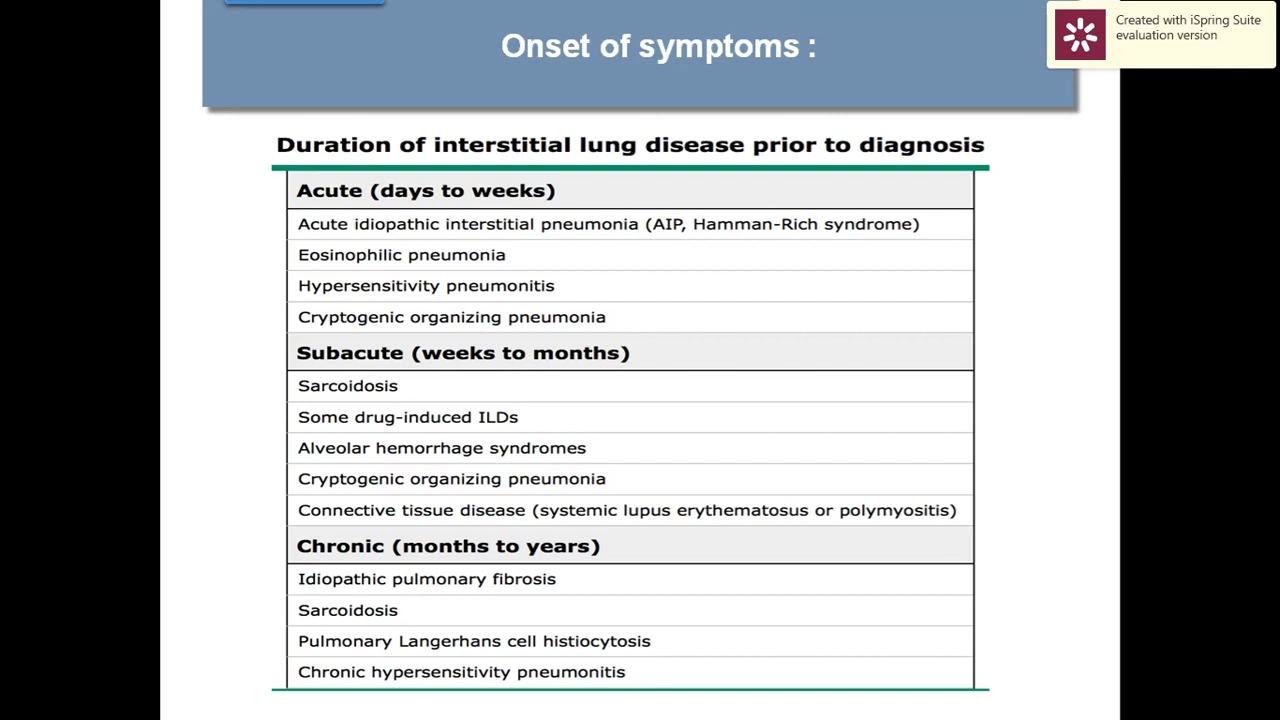 Onset of symptoms :
Created with iSpring Suite
evaluation version
Duration of interstitial lung disease prior to diagnosis
Acute (days to weeks)
Acute idiopathic interstitial pneumonia (AIP, Hamman-Rich syndrome)
Eosinophilic pneumonia
Hypersensitivity pneumonitis
Cryptogenic organizing pneumonia
Subacute (weeks to months)
Sarcoidosis
Some drug-induced ILDs
Alveolar hemorrhage syndromes
Cryptogenic organizing pneumonia
Connective tissue disease (systemic lupus erythematosus or polymyositis)
Chronic (months to years)
Idiopathic pulmonary fibrosis
Sarcoidosis
Pulmonary Langerhans cell histiocytosis
Chronic hypersensitivity pneumonitis